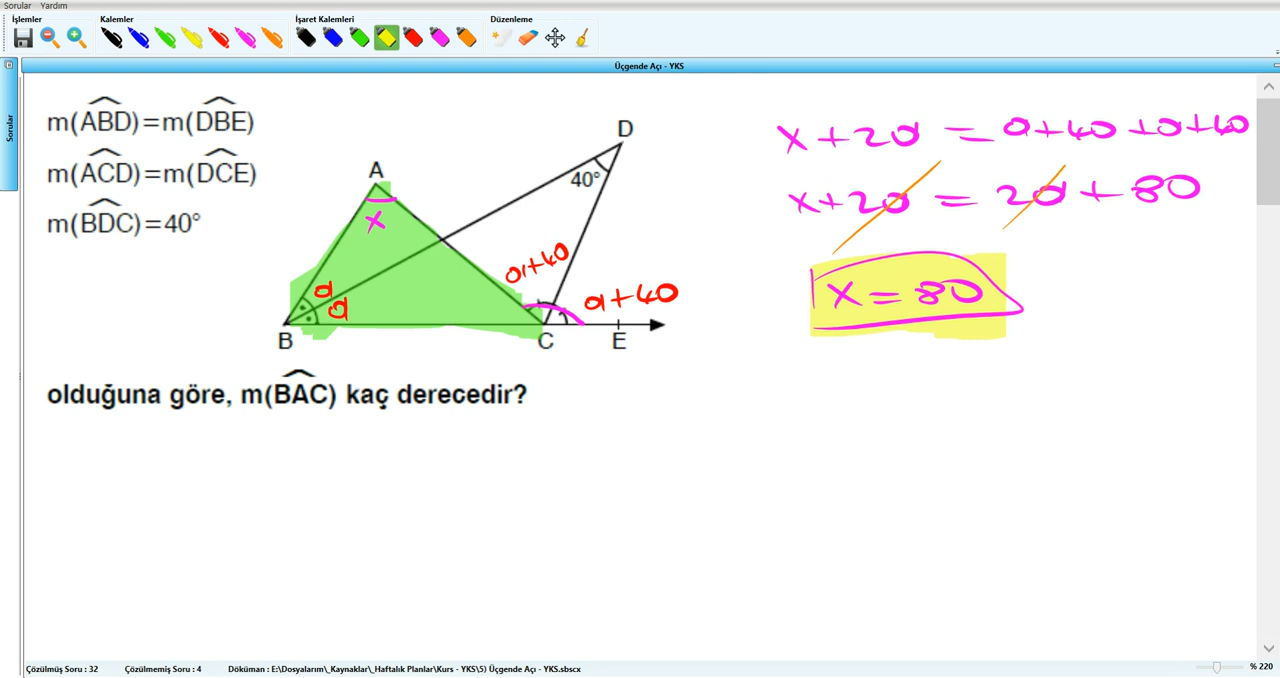 Sorular Yardım
İşlemler Kalemler İşaret Kalemleri Düzenleme
Üçgende Açı - YKS
Sorular
m(ABD)=m(DBE)
m(ACD)=m(DCE)
m(BDC)=40°
A
D
40°
x
a
a
a+40
a+40
B
C
E
x+2a = a+40+a+40
x+2a = 2a+80
x=80
olduğuna göre, m(BAC) kaç derecedir?
Çözülmüş Soru : 32 Çözülmemiş Soru : 4 Döküman : E:\Dosyalarım\_Kaynaklar\_Haftalık Planlar\Kurs - YKS\5) Üçgende Açı - YKS.sbscx % 220